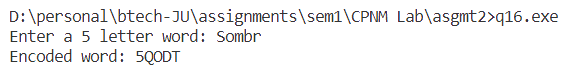 D:\personal\btech-JU\assignments\sem1\CPNM Lab\asgmt2>q16.exe
Enter a 5 letter word: Sombr
Encoded word: 5QODT